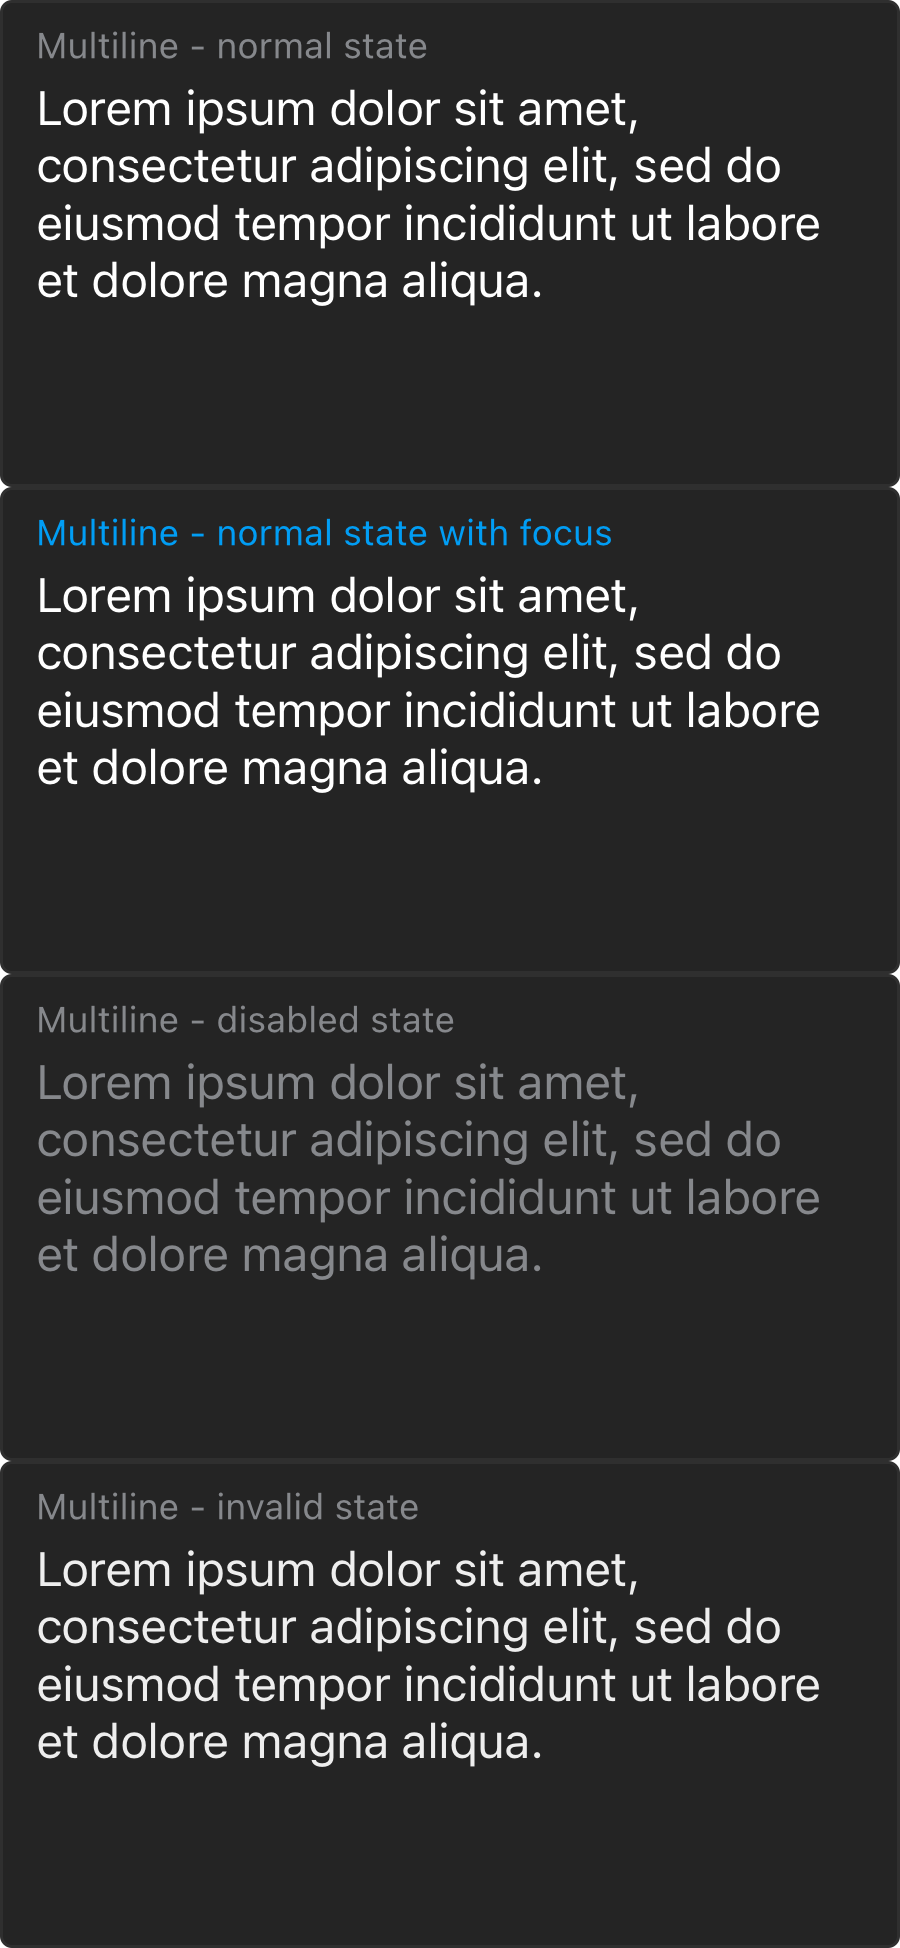 Multiline - normal state
Lorem ipsum dolor sit amet,
consectetur adipiscing elit, sed do
eiusmod tempor incididunt ut labore
et dolore magna aliqua.
Multiline - normal state with focus
Lorem ipsum dolor sit amet,
consectetur adipiscing elit, sed do
eiusmod tempor incididunt ut labore
et dolore magna aliqua.
Multiline - disabled state
Lorem ipsum dolor sit amet,
consectetur adipiscing elit, sed do
eiusmod tempor incididunt ut labore
et dolore magna aliqua.
Multiline - invalid state
Lorem ipsum dolor sit amet,
consectetur adipiscing elit, sed do
eiusmod tempor incididunt ut labore
et dolore magna aliqua.